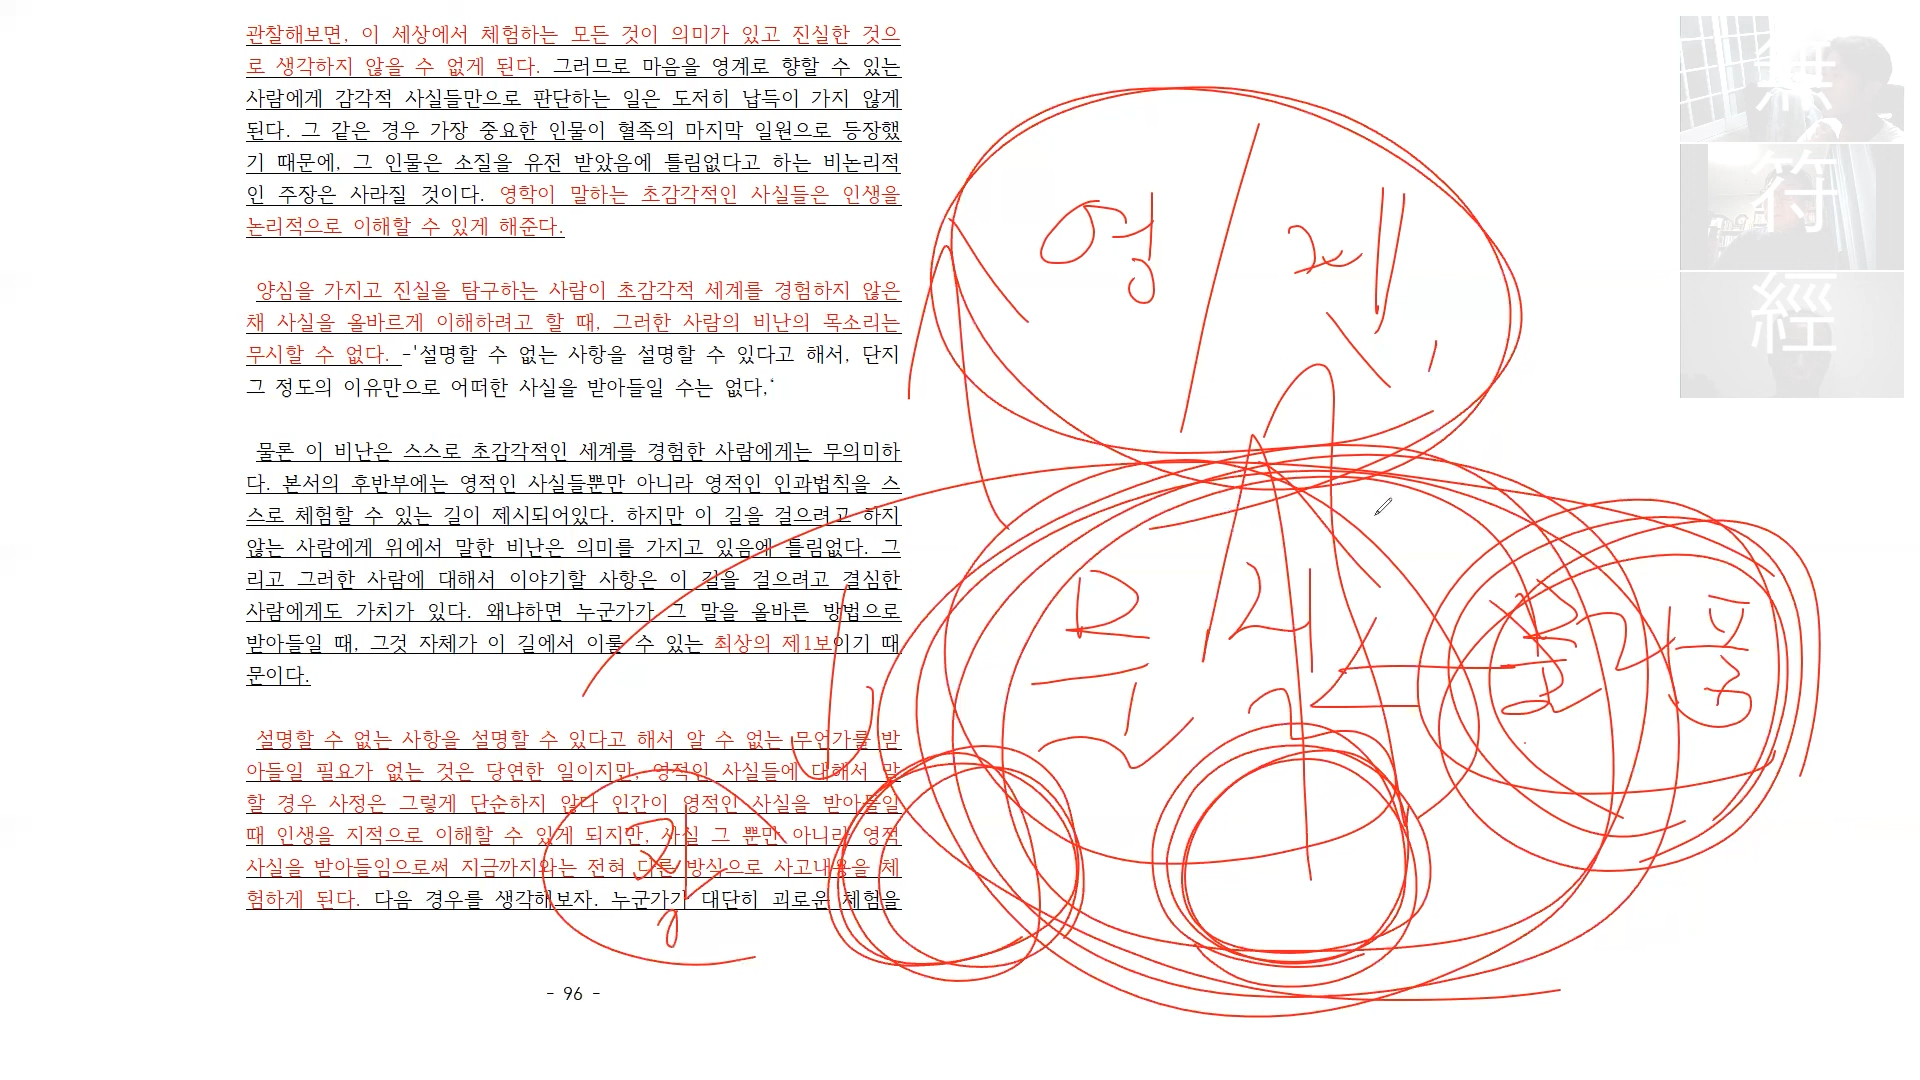 관찰해보면, 이 세상에서 체험하는 모든 것이 의미가 있고 진실한 것으
로 생각하지 않을 수 없게 된다. 그러므로 마음을 영계로 향할 수 있는
사람에게 감각적 사실들만으로 판단하는 일은 도저히 납득이 가지 않게
된다. 그 같은 경우 가장 중요한 인물이 혈족의 마지막 일원으로 등장했
기 때문에, 그 인물은 소질을 유전 받았음에 틀림없다고 하는 비논리적
인 주장은 사라질 것이다. 영학이 말하는 초감각적인 사실들은 인생을
논리적으로 이해할 수 있게 해준다.
양심을 가지고 진실을 탐구하는 사람이 초감각적 세계를 경험하지 않은
채 사실을 올바르게 이해하려고 할 때, 그러한 사람의 비난의 목소리는
무시할 수 없다. -'설명할 수 없는 사항을 설명할 수 있다고 해서, 단지
그 정도의 이유만으로 어떠한 사실을 받아들일 수는 없다,‘
물론 이 비난은 스스로 초감각적인 세계를 경험한 사람에게는 무의미하
다. 본서의 후반부에는 영적인 사실들뿐만 아니라 영적인 인과법칙을 스
스로 체험할 수 있는 길이 제시되어있다. 하지만 이 길을 걸으려고 하지
않는 사람에게 위에서 말한 비난은 의미를 가지고 있음에 틀림없다. 그
리고 그러한 사람에 대해서 이야기할 사항은 이 길을 걸으려고 결심한
사람에게도 가치가 있다. 왜냐하면 누군가가 그 말을 올바른 방법으로
받아들일 때, 그것 자체가 이 길에서 이룰 수 있는 최상의 제1보이기 때
문이다.
설명할 수 없는 사항을 설명할 수 있다고 해서 알 수 없는 무언가를 받
아들일 필요가 없는 것은 당연한 일이지만, 영적인 사실들에 대해서 말
할 경우 사정은 그렇게 단순하지 않다 인간이 영적인 사실을 받아들일
때 인생을 지적으로 이해할 수 있게 되지만, 사실 그 뿐만 아니라 영적
사실을 받아들임으로써 지금까지와는 전혀 다른 방식으로 사고내용을 체
험하게 된다. 다음 경우를 생각해보자. 누군가가 대단히 괴로운 체험을
- 96 -
영 계
물리
無
符
經